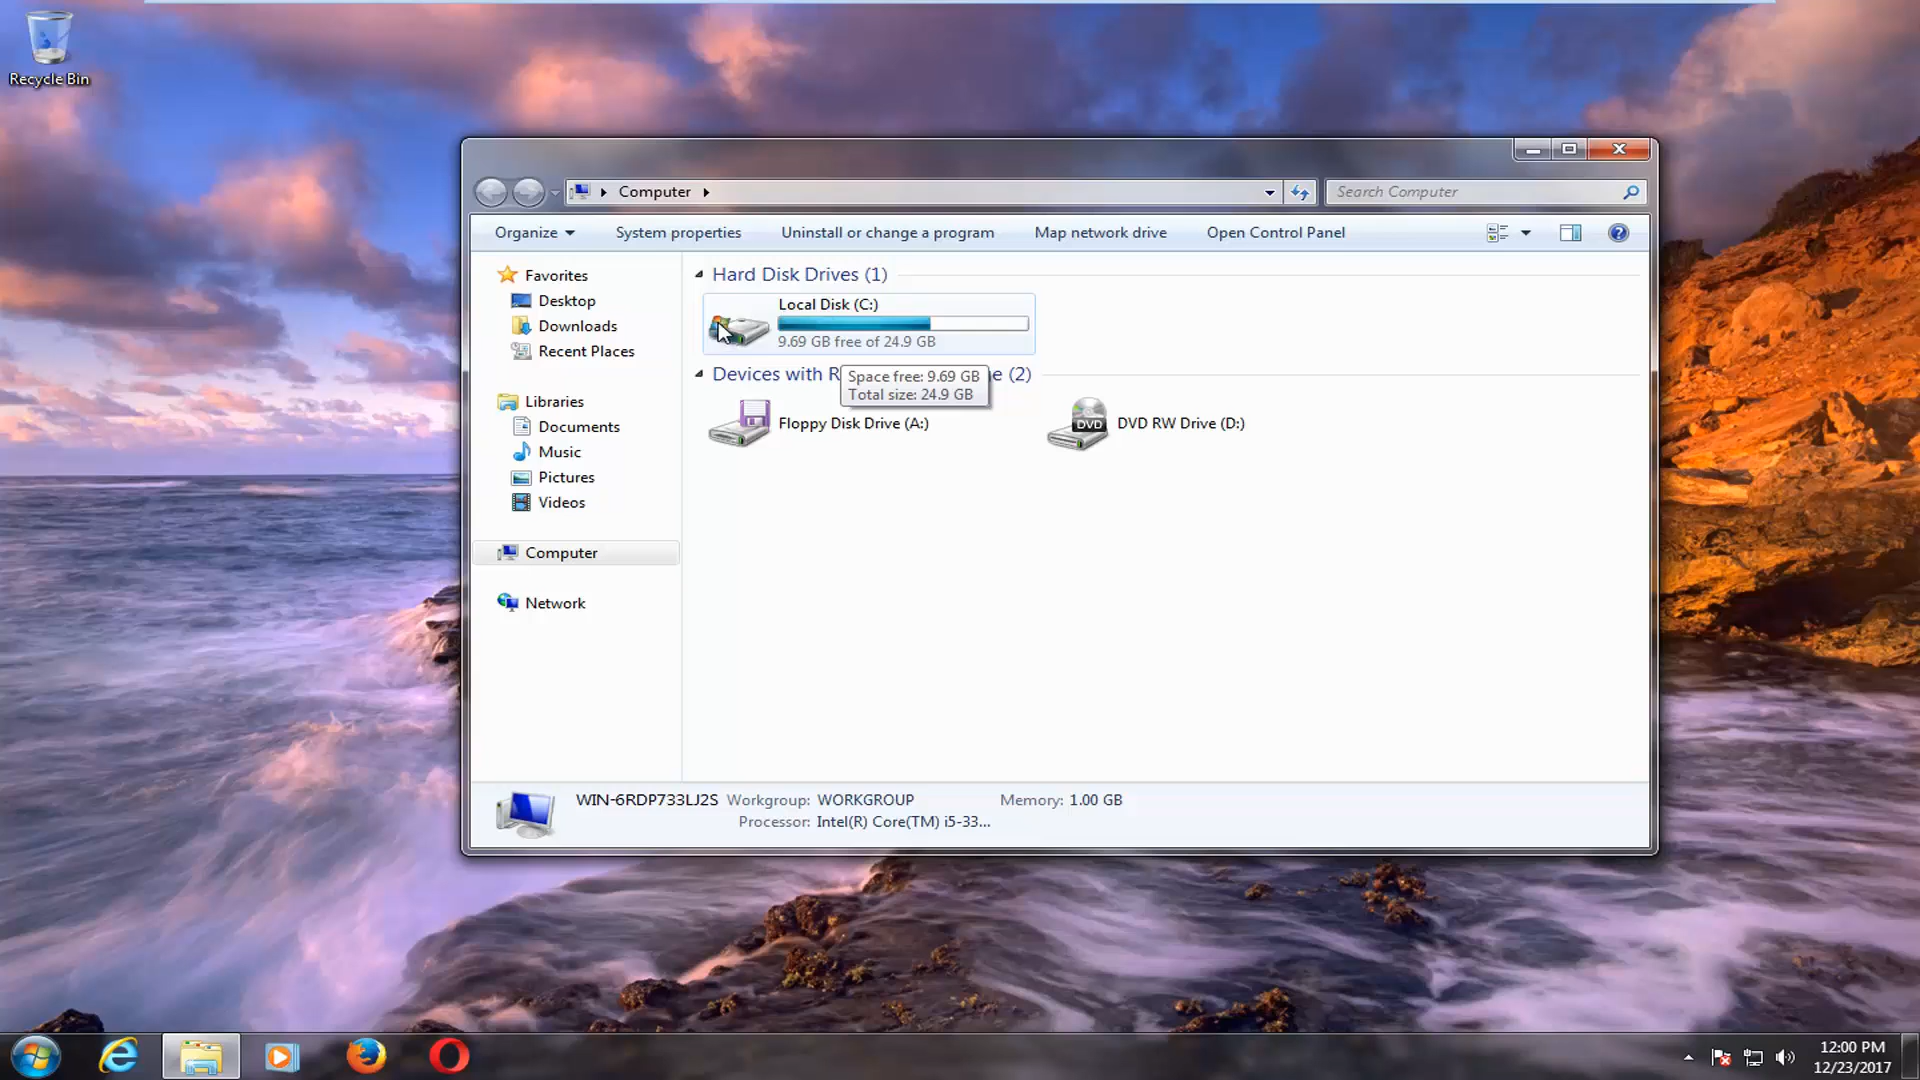 Recycle Bin
Computer
Search Computer
Organize
System properties
Uninstall or change a program
Map network drive
Open Control Panel
Favorites
Desktop
Downloads
Recent Places
Libraries
Documents
Music
Pictures
Videos
Computer
Network
Hard Disk Drives (1)
Local Disk (C:)
9.69 GB free of 24.9 GB
Devices with R
e (2)
Space free: 9.69 GB
Total size: 24.9 GB
Floppy Disk Drive (A:)
DVD
DVD RW Drive (D:)
WIN-6RDP733LJ2S Workgroup: WORKGROUP Memory: 1.00 GB
Processor: Intel(R) Core(TM) i5-33...
12:00 PM
12/23/2017